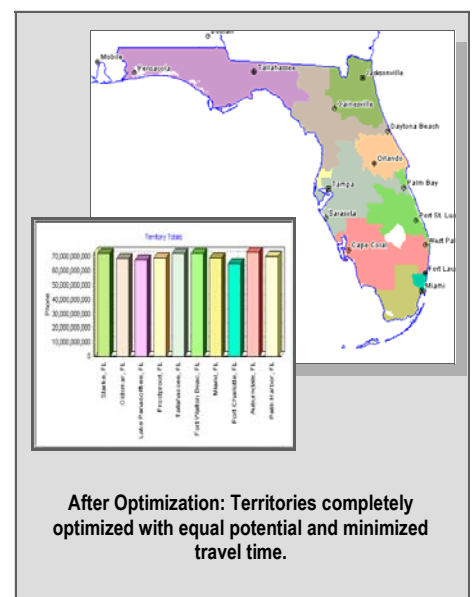 Mobile
Pensacola
Tallahassee
Jacksonville
Gainesville
Daytona Beach
Orlando
Tampa
Palm Bay
Sarasota
Port St. Luc
Cape Coral
West Pal
Fort Lau
Miami
Territory Totals
Phone
70,000,000,000
60,000,000,000
50,000,000,000
40,000,000,000
30,000,000,000
20,000,000,000
10,000,000,000
0
Starke, FL
Oldsmar, FL
Lake Panasoffkee, FL
Frostproof, FL
Tallahassee, FL
Fort Walton Beac, FL
Miami, FL
Port Charlotte, FL
Auburndale, FL
Palm Harbor, FL
After Optimization: Territories completely
optimized with equal potential and minimized
travel time.